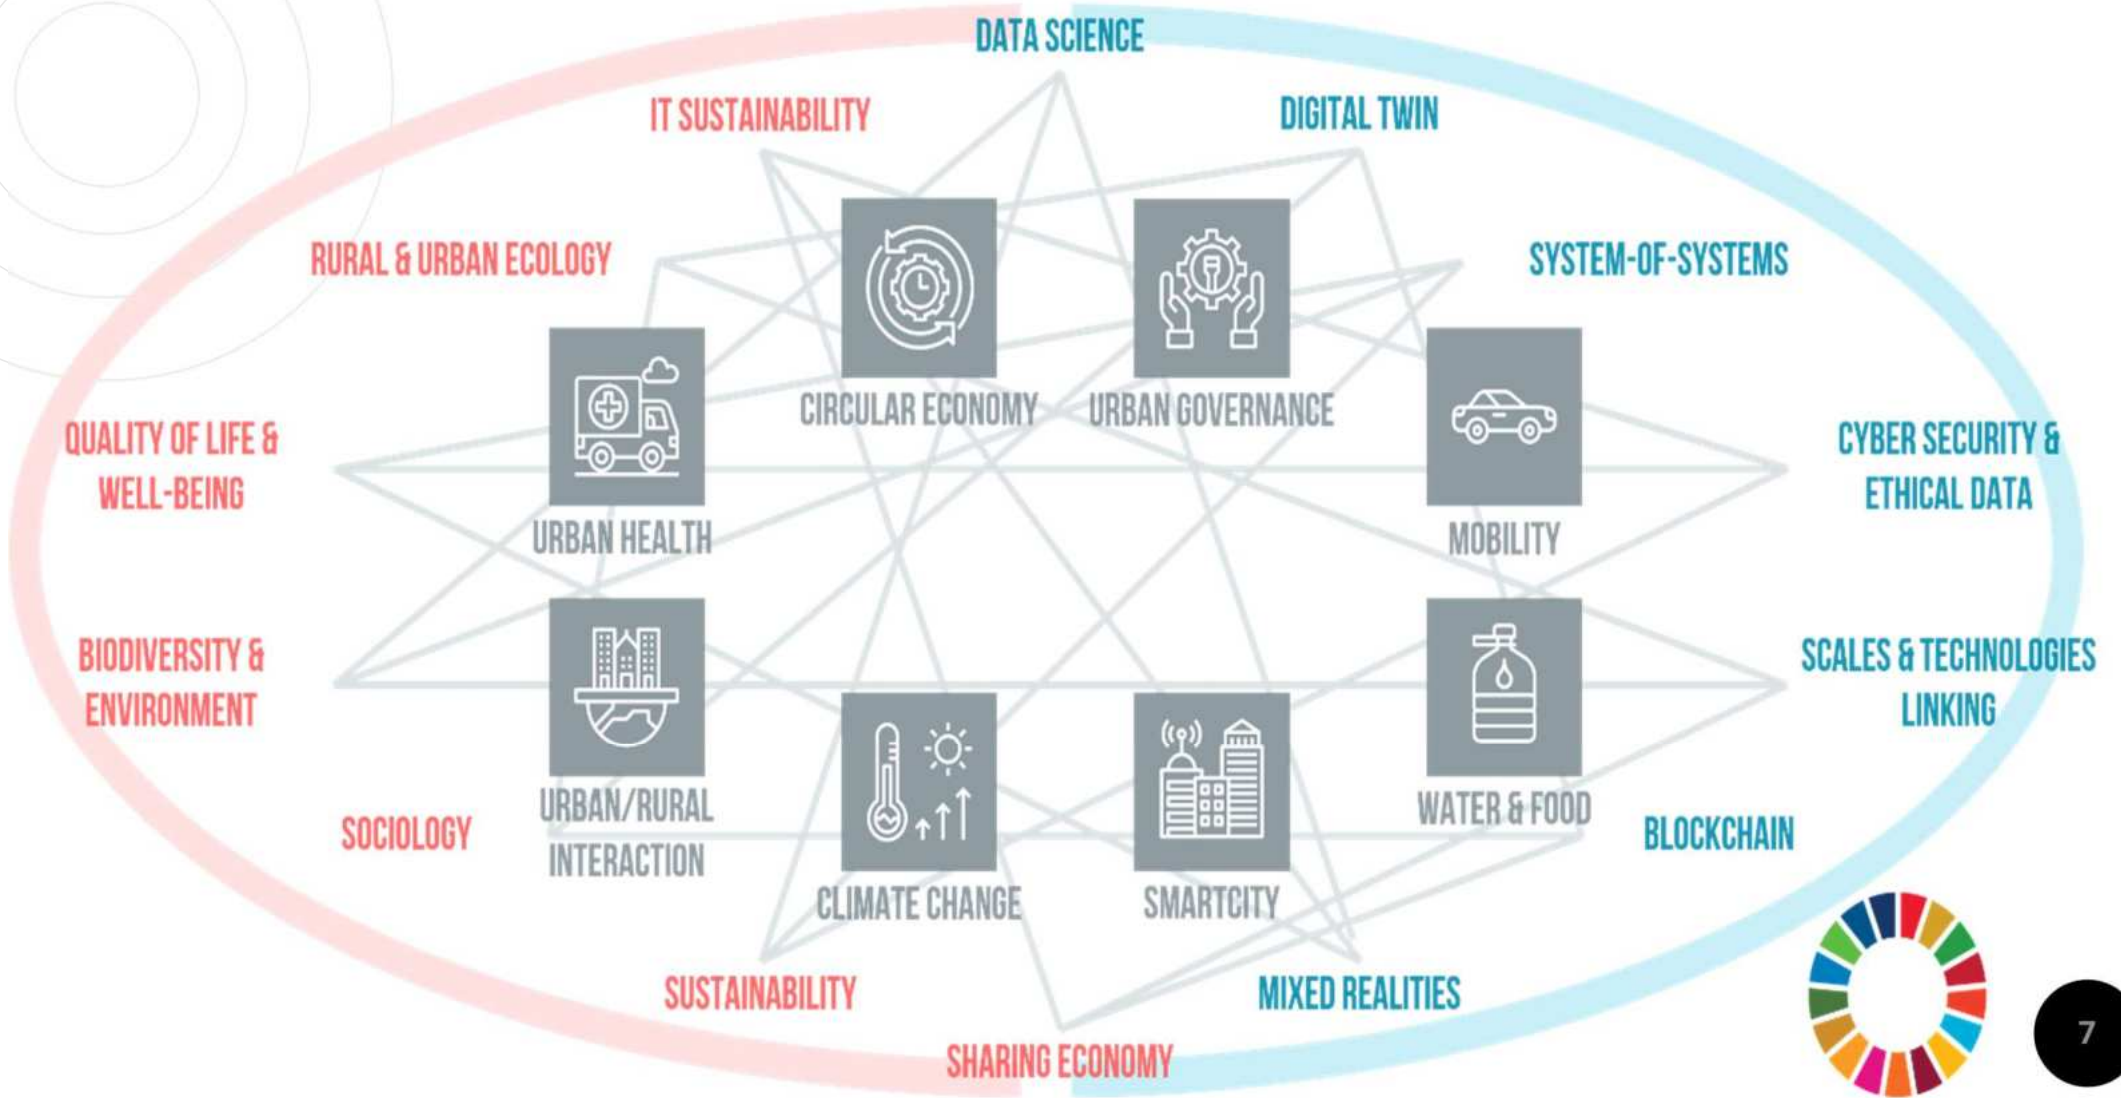 DATA SCIENCE
IT SUSTAINABILITY
DIGITAL TWIN
RURAL & URBAN ECOLOGY
SYSTEM-OF-SYSTEMS
CIRCULAR ECONOMY
URBAN GOVERNANCE
QUALITY OF LIFE &
WELL-BEING
CYBER SECURITY &
ETHICAL DATA
URBAN HEALTH
MOBILITY
BIODIVERSITY &
ENVIRONMENT
SCALES & TECHNOLOGIES
LINKING
URBAN/RURAL
INTERACTION
WATER & FOOD
SOCIOLOGY
BLOCKCHAIN
CLIMATE CHANGE
SMARTCITY
SUSTAINABILITY
MIXED REALITIES
SHARING ECONOMY
7